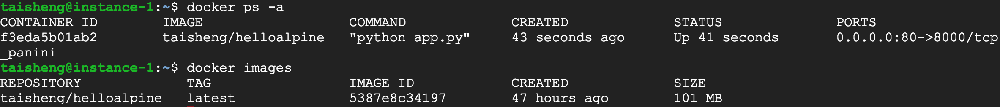 taisheng@instance-1:~$ docker ps -a
CONTAINER ID        IMAGE                  COMMAND             CREATED             STATUS              PORTS
f3eda5b01ab2        taisheng/helloalpine   "python app.py"     43 seconds ago      Up 41 seconds       0.0.0.0:80->8000/tcp
_panini
taisheng@instance-1:~$ docker images
REPOSITORY             TAG                 IMAGE ID            CREATED             SIZE
taisheng/helloalpine   latest              5387e8c34197        47 hours ago        101 MB